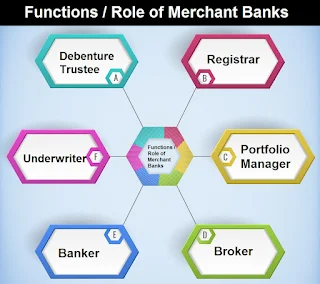 Functions / Role of Merchant Banks
Debenture
Trustee
A
Registrar
B
Underwriter
F
Functions /
Role of
Merchant
Banks
C
Portfolio
Manager
Banker
E
D
Broker